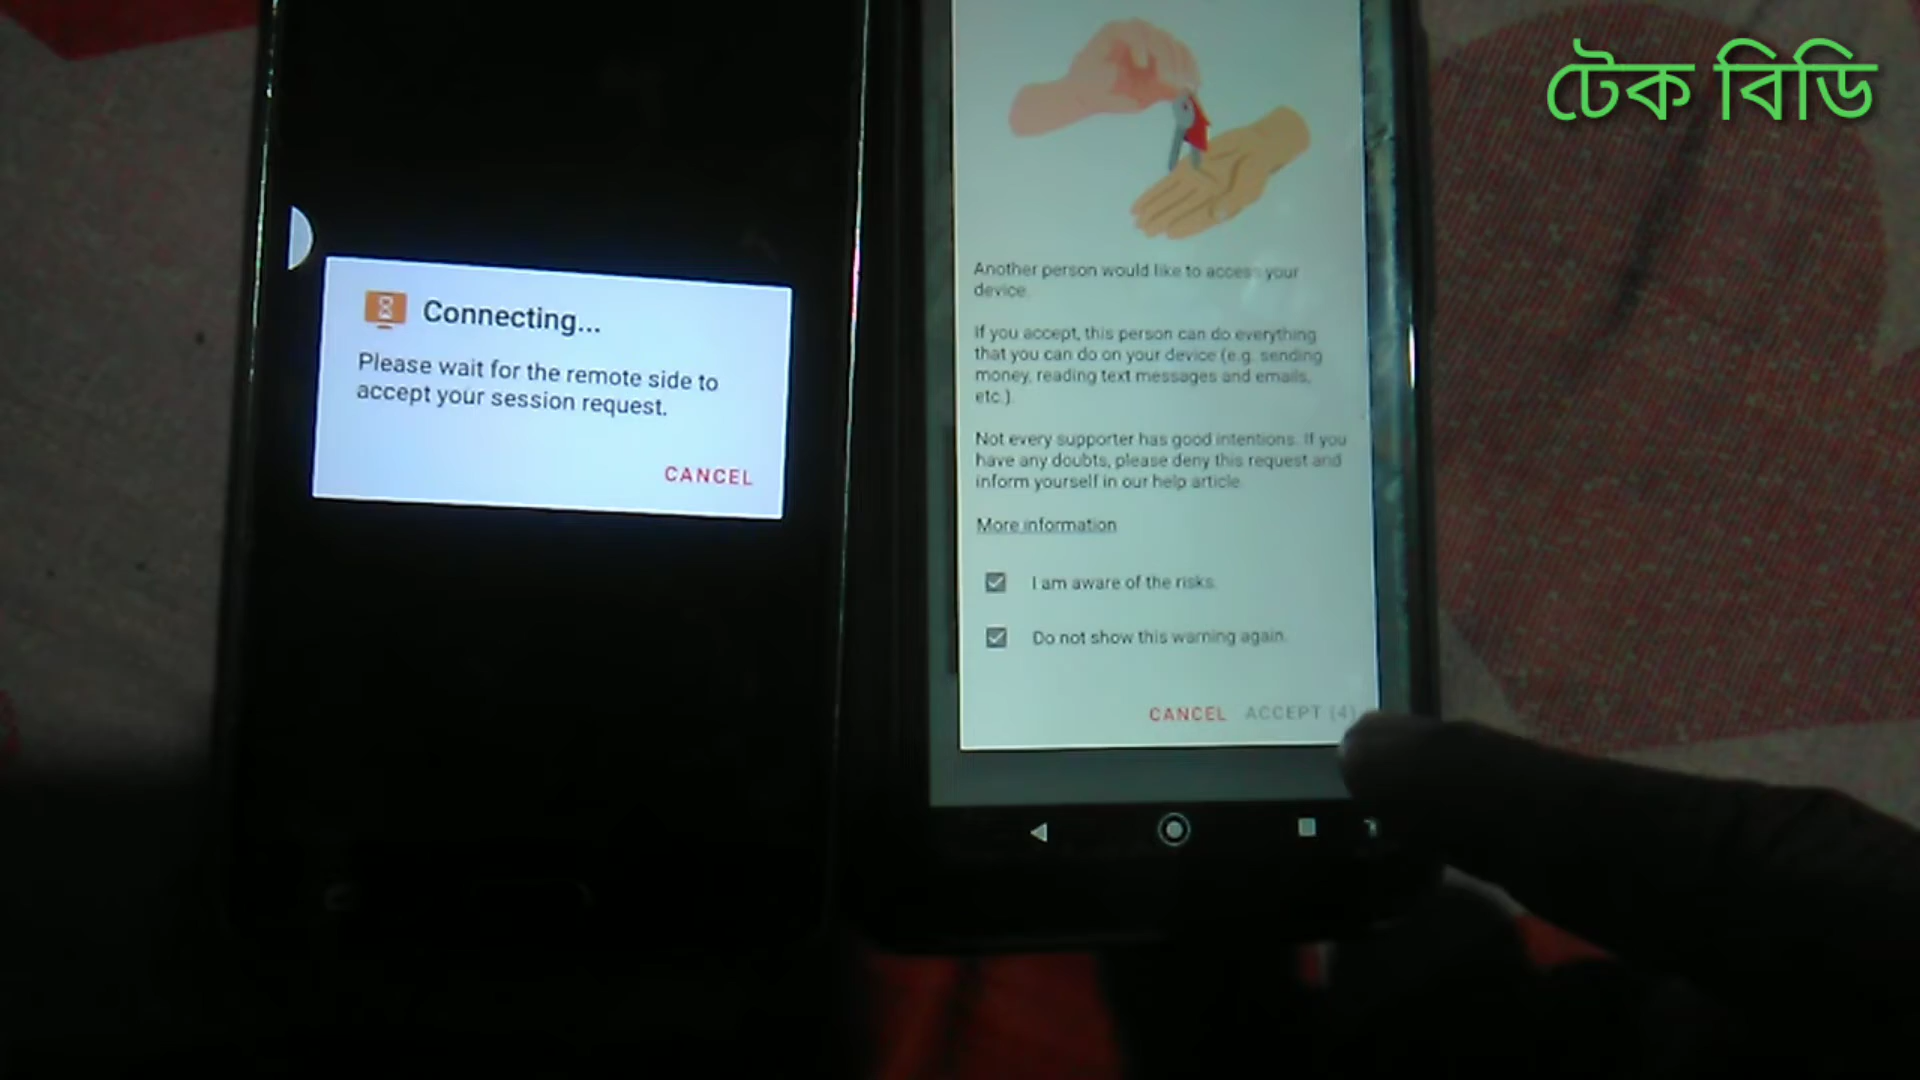 টেক বিডি
Connecting...
Please wait for the remote side to
accept your session request.
CANCEL
Another person would like to access your
device.
If you accept, this person can do everything
that you can do on your device (e.g. sending
money, reading text messages and emails,
etc.).
Not every supporter has good intentions. If you
have any doubts, please deny this request and
inform yourself in our help article.
More information
I am aware of the risks.
Do not show this warning again.
CANCEL ACCEPT (4)